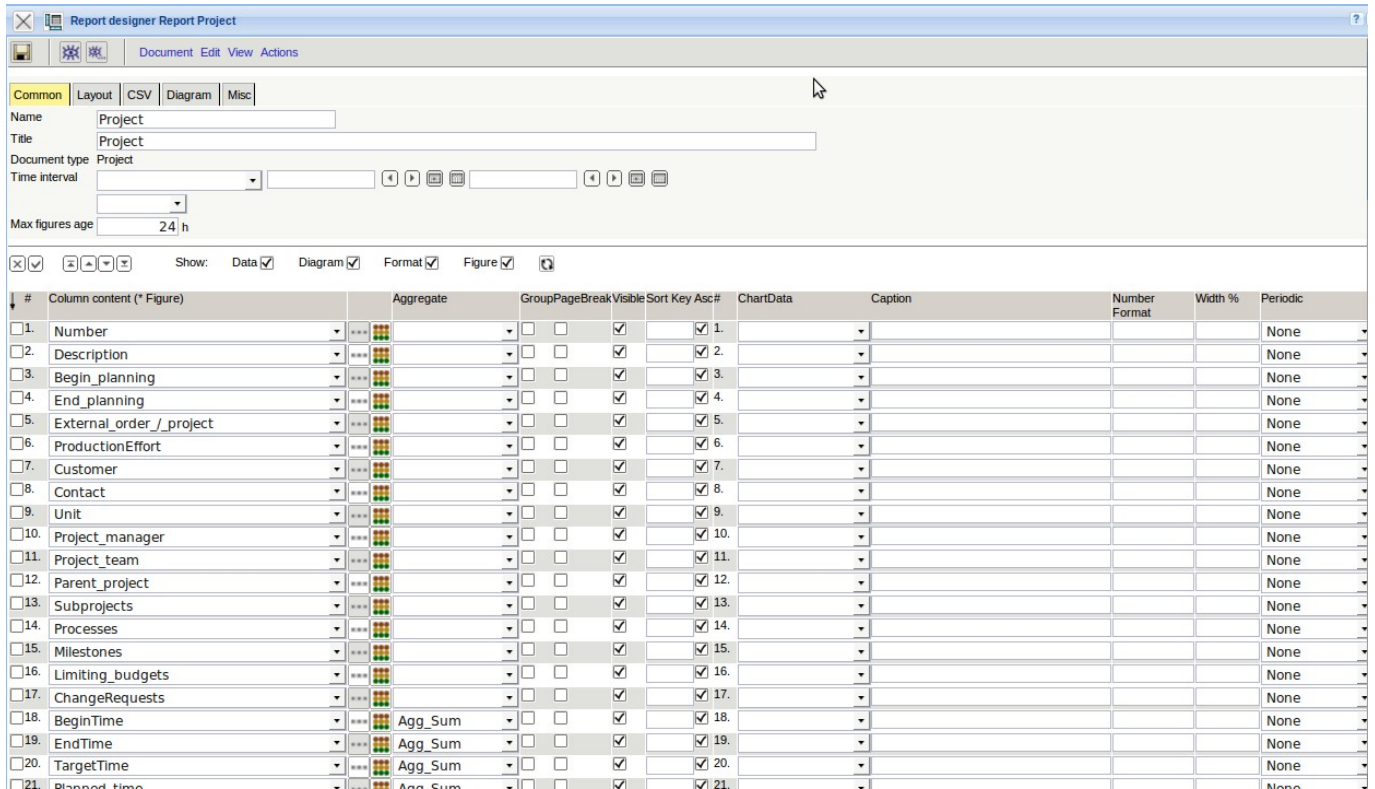 Report designer Report Project
?
Document Edit View Actions
Common Layout CSV Diagram Misc
Name Project
Title Project
Document type Project
Time interval
Max figures age 24 h
Show: Data Diagram Format Figure
# Column content (* Figure) Aggregate Group PageBreak Visible Sort Key Asc # ChartData Caption Number Format Width % Periodic
1. Number 1. None
2. Description 2. None
3. Begin_planning 3. None
4. End_planning 4. None
5. External_order_/_project 5. None
6. ProductionEffort 6. None
7. Customer 7. None
8. Contact 8. None
9. Unit 9. None
10. Project_manager 10. None
11. Project_team 11. None
12. Parent_project 12. None
13. Subprojects 13. None
14. Processes 14. None
15. Milestones 15. None
16. Limiting_budgets 16. None
17. ChangeRequests 17. None
18. BeginTime Agg_Sum 18. None
19. EndTime Agg_Sum 19. None
20. TargetTime Agg_Sum 20. None
21. Planned_time Agg_Sum 21. None